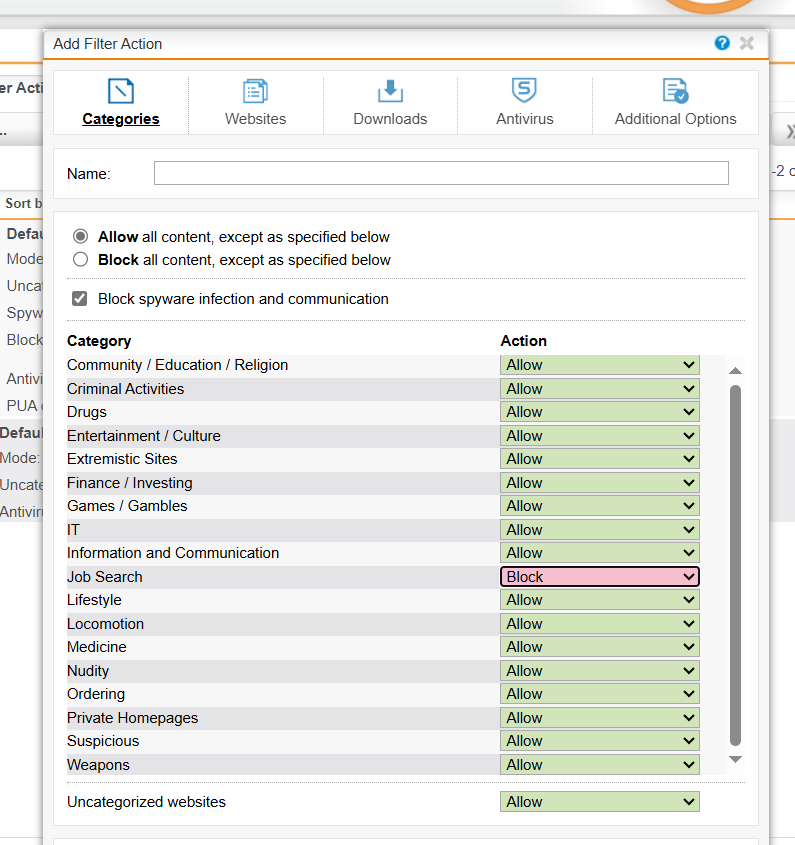 Add Filter Action
?
er Acti
Categories
Websites
Downloads
Antivirus
Additional Options
..
Name:
-2 o
Sort b
Defau
Mode
Unca
Spyw
Block
Antivi
PUA
Defaul
Mode:
Uncate
Antiviru
Allow all content, except as specified below
Block all content, except as specified below
Block spyware infection and communication
Category Action
Community / Education / Religion Allow
Criminal Activities Allow
Drugs Allow
Entertainment / Culture Allow
Extremistic Sites Allow
Finance / Investing Allow
Games / Gambles Allow
IT Allow
Information and Communication Allow
Job Search Block
Lifestyle Allow
Locomotion Allow
Medicine Allow
Nudity Allow
Ordering Allow
Private Homepages Allow
Suspicious Allow
Weapons Allow
Uncategorized websites Allow